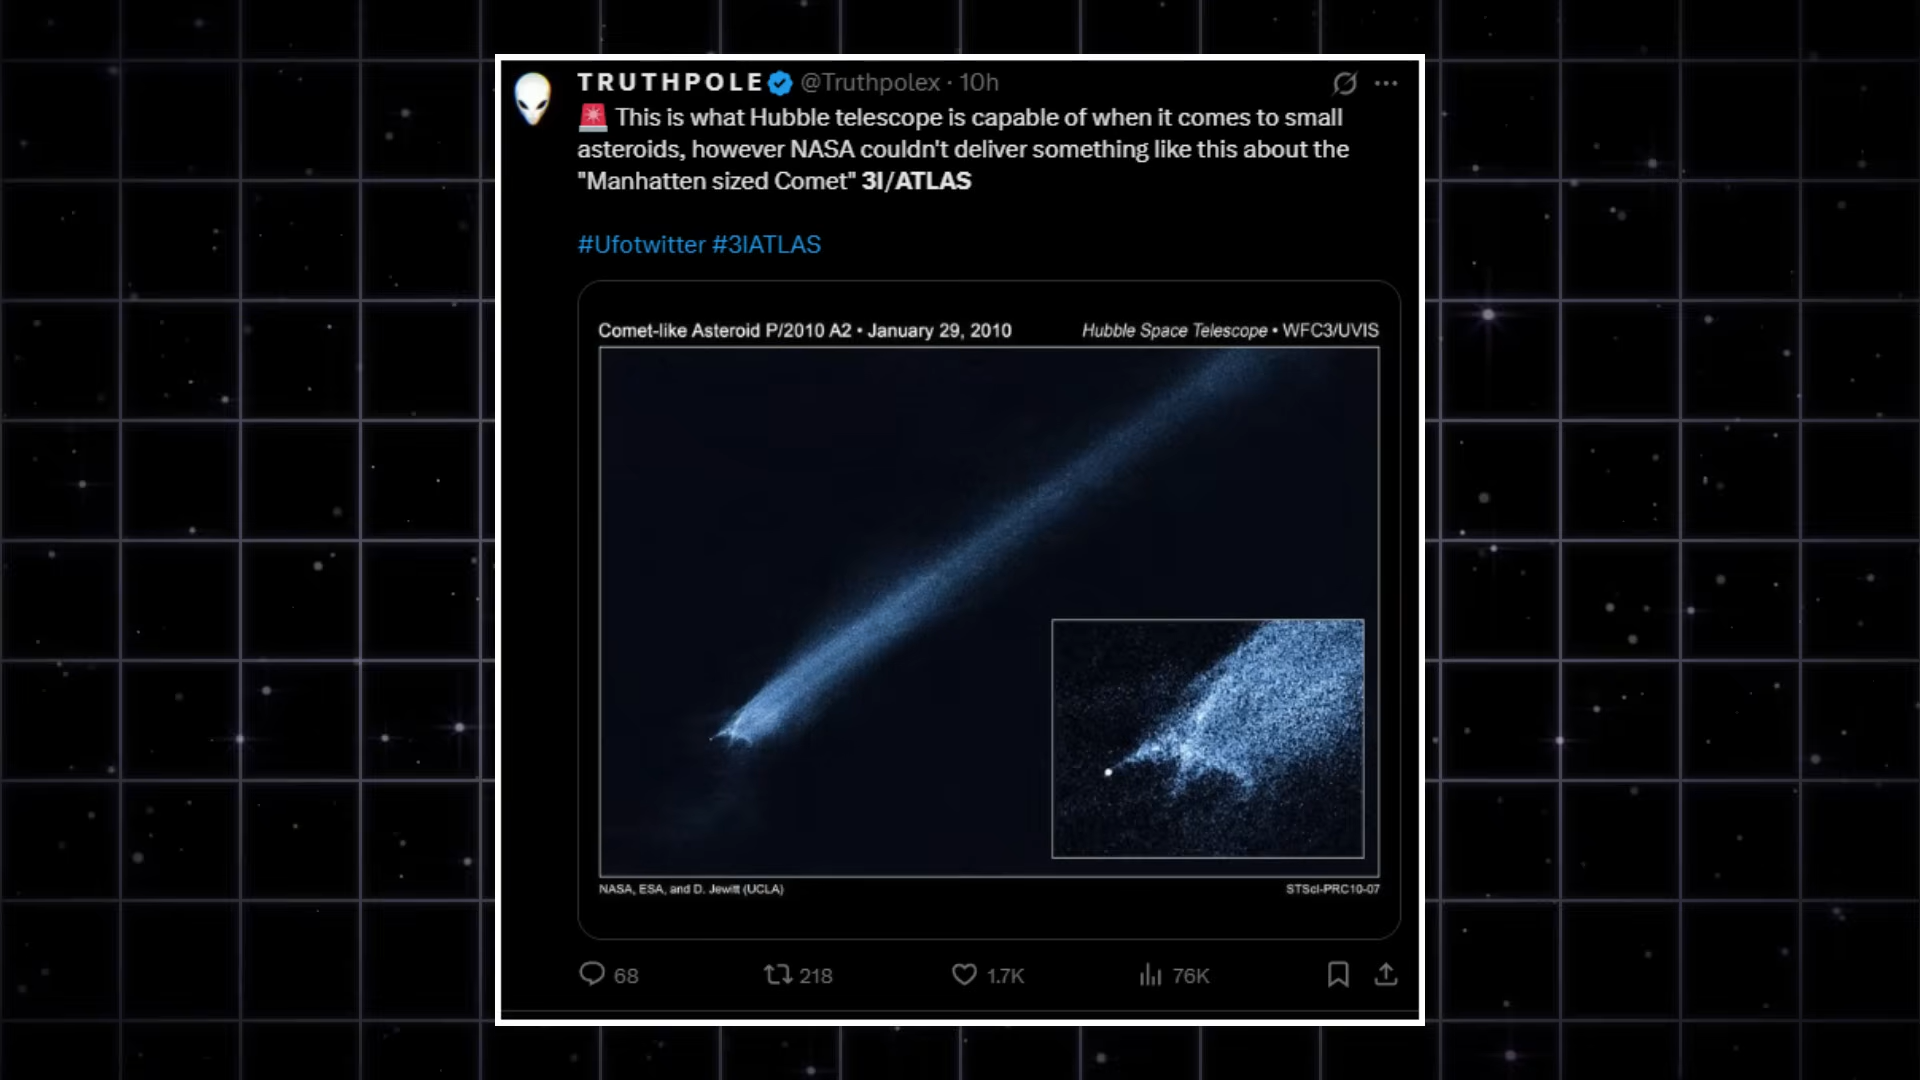 TRUTHPOLE @Truthpolex · 10h
🚨 This is what Hubble telescope is capable of when it comes to small
asteroids, however NASA couldn't deliver something like this about the
"Manhatten sized Comet" 3I/ATLAS
#Ufotwitter #3IATLAS
Comet-like Asteroid P/2010 A2 • January 29, 2010
Hubble Space Telescope • WFC3/UVIS
NASA, ESA, and D. Jewitt (UCLA)
STScI-PRC10-07
68 218 1.7K 76K